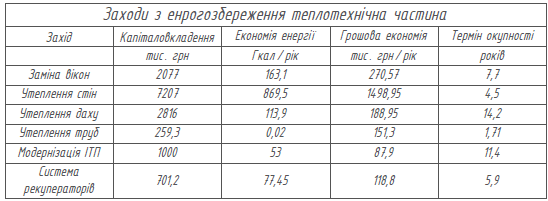 Заходи з енрогозбереження теплотехнічна частина
Захід Капіталовкладення Економія енергії Грошова економія Термін окупності
тис. грн Гкал / рік тис. грн / рік років
Заміна вікон 2077 163,1 270,57 7,7
Утеплення стін 7207 869,5 1498,95 4,5
Утеплення даху 2816 113,9 188,95 14,2
Утеплення труб 259,3 0,02 151,3 1,71
Модернізація ІТП 1000 53 87,9 11,4
Система рекуператорів 701,2 77,45 118,8 5,9